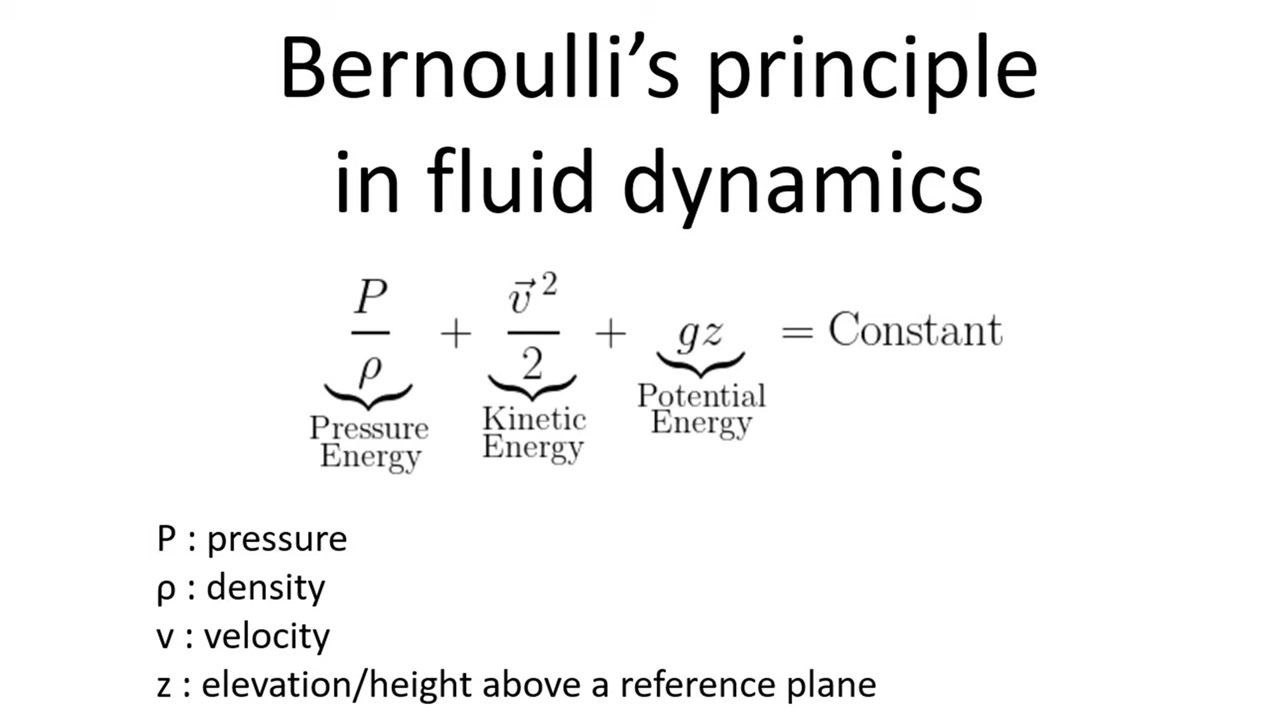 Bernoulli’s principle
in fluid dynamics
P/ρ + v⃗²/2 + gz = Constant
Pressure Energy
Kinetic Energy
Potential Energy
P : pressure
ρ : density
v : velocity
z : elevation/height above a reference plane